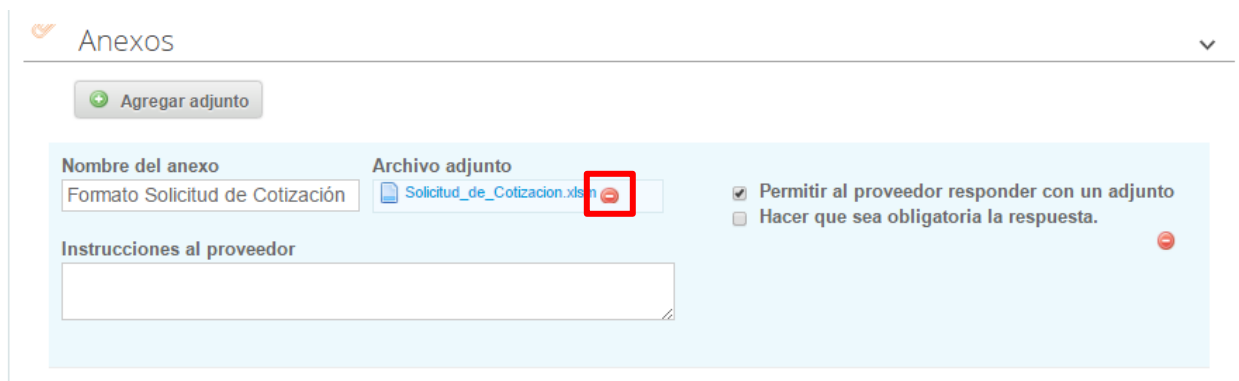 Anexos
Agregar adjunto
Nombre del anexo
Archivo adjunto
Formato Solicitud de Cotización
Solicitud_de_Cotizacion.xlsm
Permitir al proveedor responder con un adjunto
Hacer que sea obligatoria la respuesta.
Instrucciones al proveedor